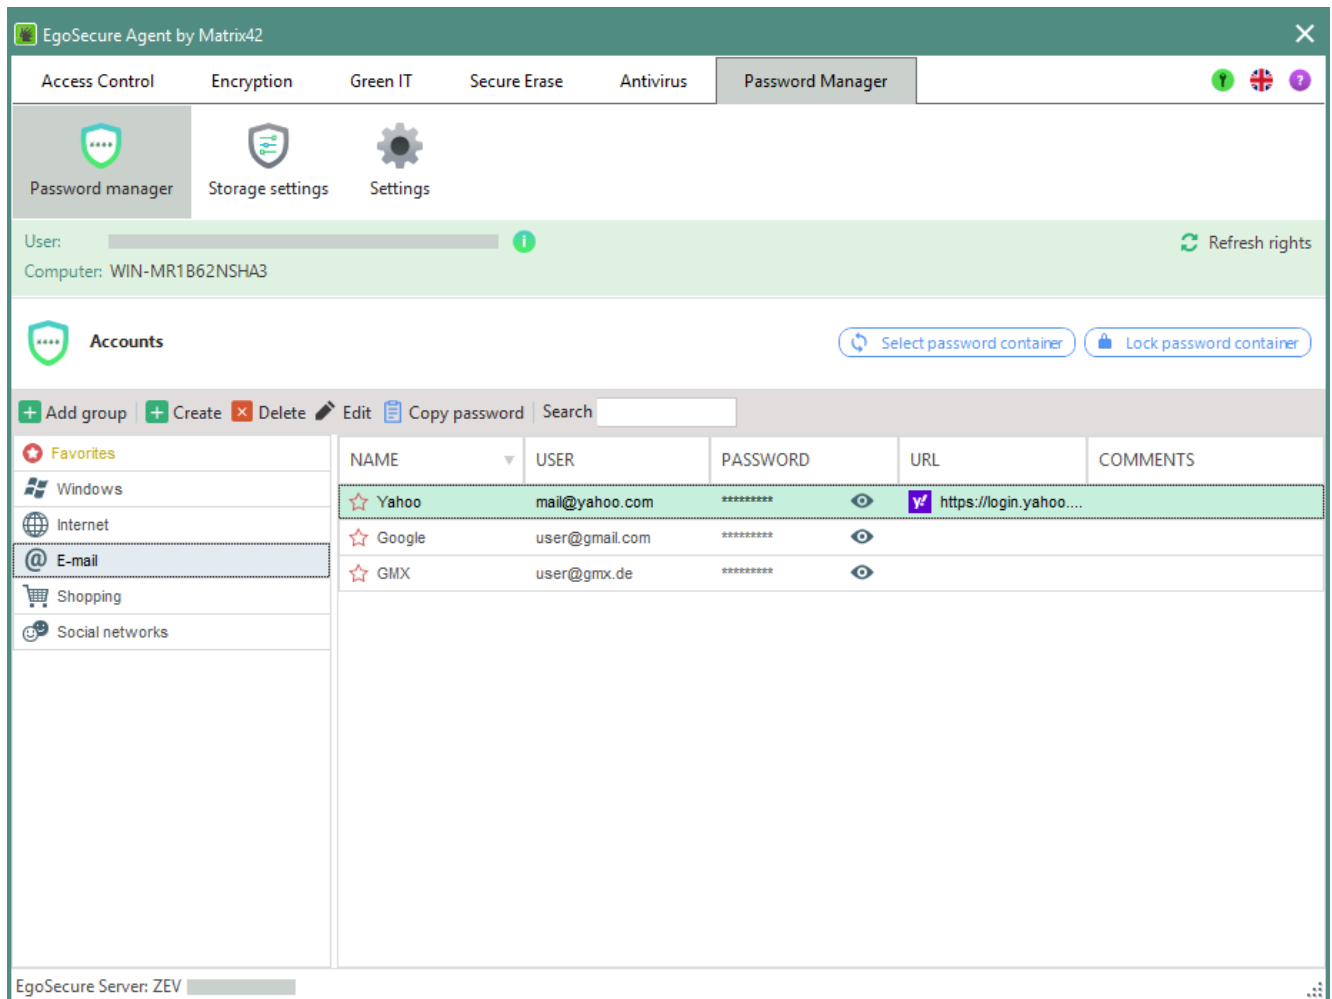 EgoSecure Agent by Matrix42
Access Control Encryption Green IT Secure Erase Antivirus Password Manager
Password manager Storage settings Settings
User:
Refresh rights
Computer: WIN-MR1B62NSHA3
Accounts
Select password container Lock password container
Add group Create Delete Edit Copy password Search
Favorites
Windows
Internet
E-mail
Shopping
Social networks
NAME USER PASSWORD URL COMMENTS
Yahoo mail@yahoo.com ********* https://login.yahoo....
Google user@gmail.com *********
GMX user@gmx.de *********
EgoSecure Server: ZEV